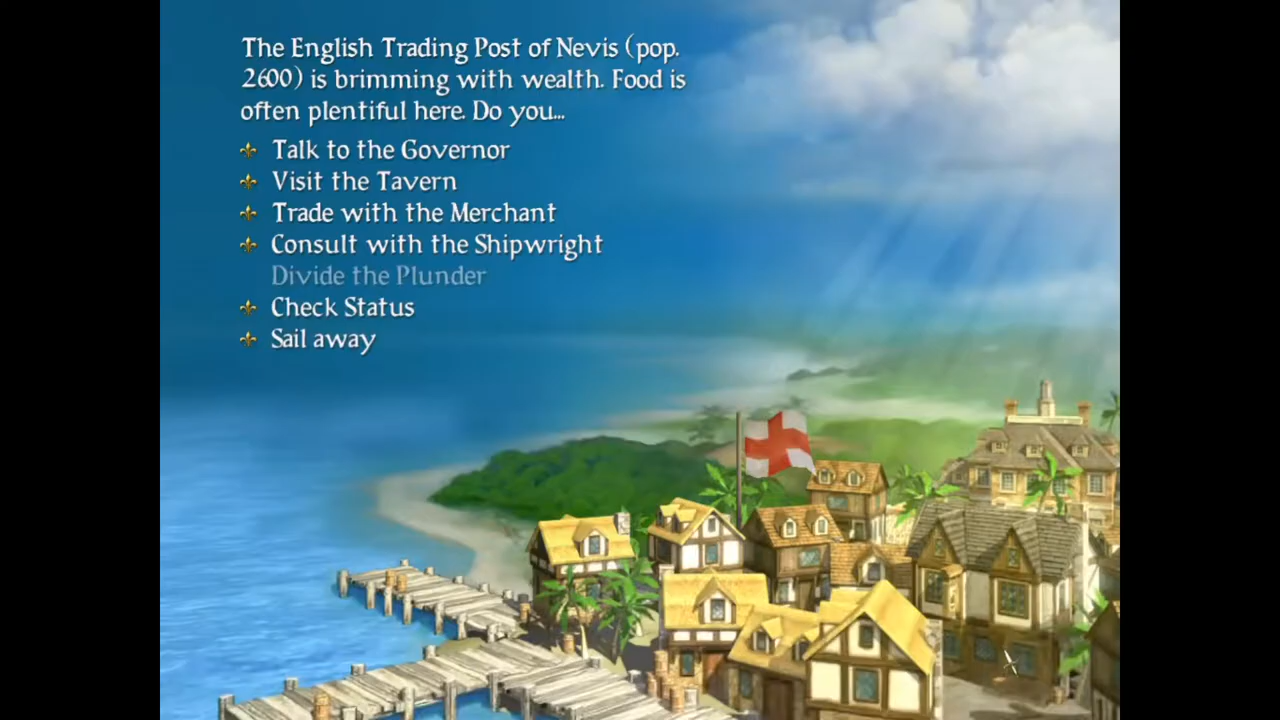 The English Trading Post of Nevis (pop.
2600) is brimming with wealth. Food is
often plentiful here. Do you...
Talk to the Governor
Visit the Tavern
Trade with the Merchant
Consult with the Shipwright
Divide the Plunder
Check Status
Sail away